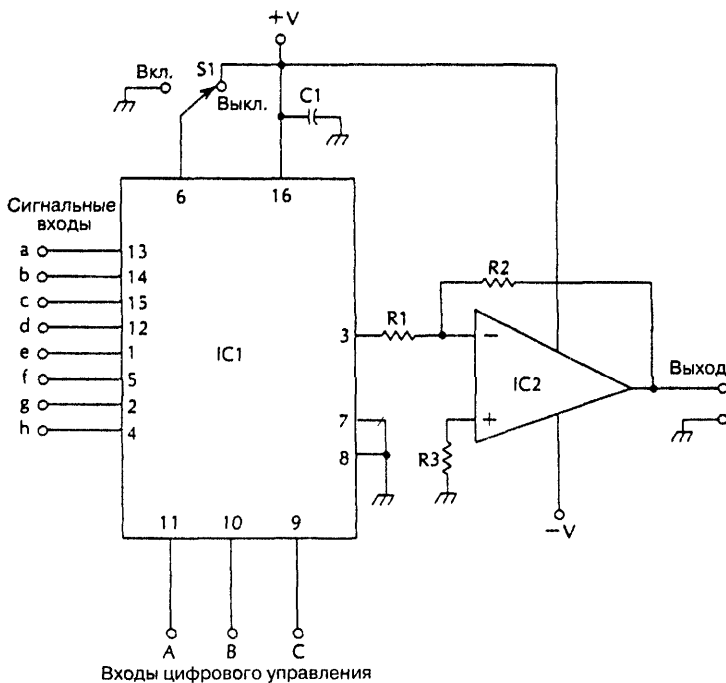 +V
Вкл.
S1
Выкл.
C1
6
16
Сигнальные
входы
a
13
b
14
c
15
d
12
e
1
f
5
g
2
h
4
IC1
3
7
8
R1
R2
−
+
IC2
R3
Выход
−V
11
10
9
A
B
C
Входы цифрового управления